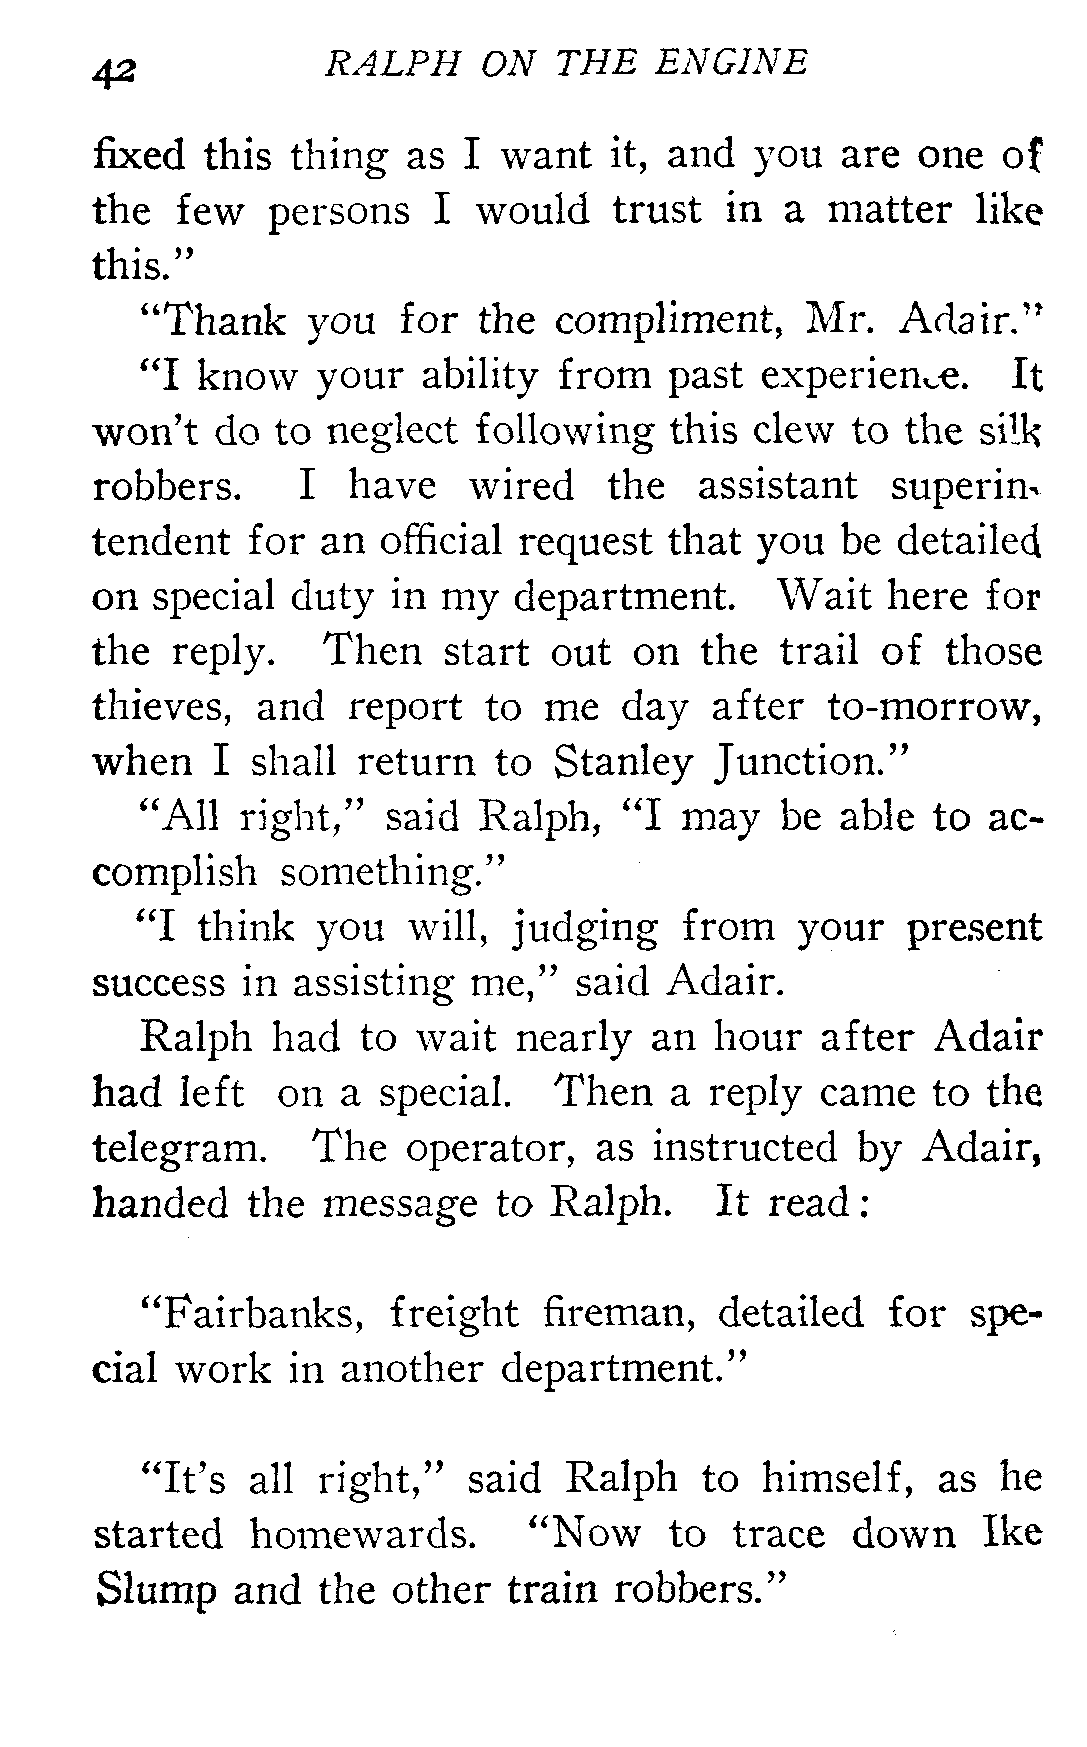 42 RALPH ON THE ENGINE
fixed this thing as I want it, and you are one of
the few persons I would trust in a matter like
this."
"Thank you for the compliment, Mr. Adair."
"I know your ability from past experience. It
won't do to neglect following this clew to the silk
robbers. I have wired the assistant superin-
tendent for an official request that you be detailed
on special duty in my department. Wait here for
the reply. Then start out on the trail of those
thieves, and report to me day after to-morrow,
when I shall return to Stanley Junction."
"All right," said Ralph, "I may be able to ac-
complish something."
"I think you will, judging from your present
success in assisting me," said Adair.
Ralph had to wait nearly an hour after Adair
had left on a special. Then a reply came to the
telegram. The operator, as instructed by Adair,
handed the message to Ralph. It read:
"Fairbanks, freight fireman, detailed for spe-
cial work in another department."
"It's all right," said Ralph to himself, as he
started homewards. "Now to trace down Ike
Slump and the other train robbers."